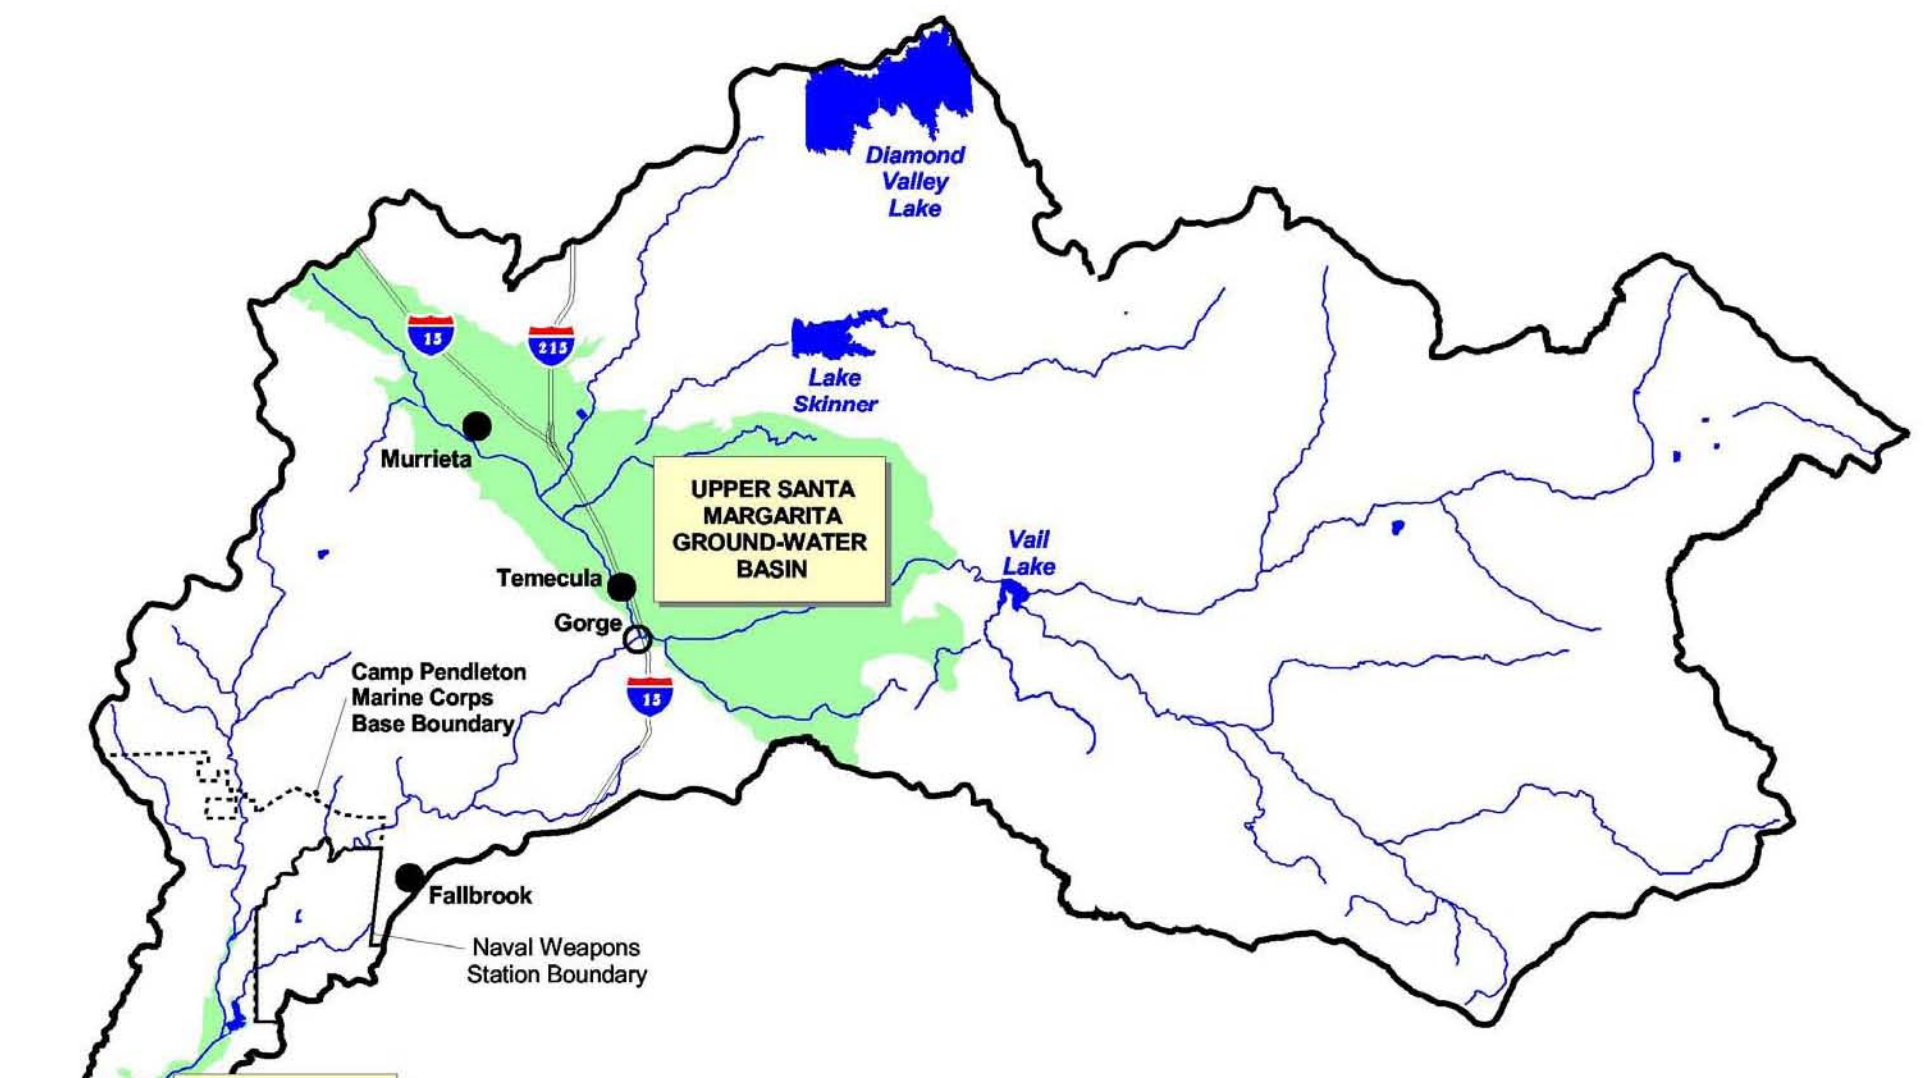 Diamond
Valley
Lake
15
215
Lake
Skinner
Murrieta
UPPER SANTA
MARGARITA
GROUND-WATER
BASIN
Vail
Lake
Temecula
Gorge
Camp Pendleton
Marine Corps
Base Boundary
15
Fallbrook
Naval Weapons
Station Boundary